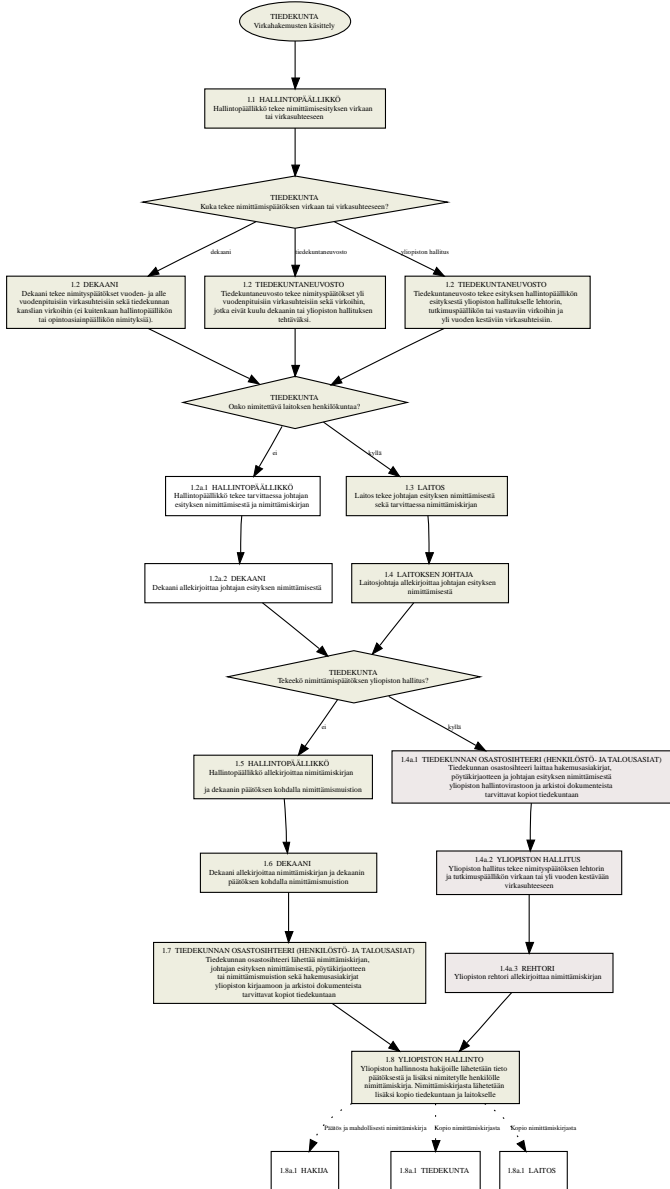 TIEDEKUNTA
Virkahakemusten käsittely
1.1 HALLINTOPÄÄLLIKKÖ
Hallintopäällikkö tekee nimittämisesityksen virkaan
tai virkasuhteeseen
TIEDEKUNTA
Kuka tekee nimittämispäätöksen virkaan tai virkasuhteeseen?
dekaani
tiedekuntaneuvosto
yliopiston hallitus
1.2 DEKAANI
Dekaani tekee nimityspäätökset vuoden- ja alle
vuodenpituisiin virkasuhteisiin sekä tiedekunnan
kanslian virkoihin (ei kuitenkaan hallintopäällikön
tai opintoasiainpäällikön nimityksiä).
1.2 TIEDEKUNTANEUVOSTO
Tiedekuntaneuvosto tekee nimityspäätökset yli
vuodenpituisiin virkasuhteisiin sekä virkoihin,
jotka eivät kuulu dekaanin tai yliopiston hallituksen
tehtäväksi.
1.2 TIEDEKUNTANEUVOSTO
Tiedekuntaneuvosto tekee esityksen hallintopäällikön
esityksestä yliopiston hallitukselle lehtorin,
tutkimuspäällikön tai vastaaviin virkoihin ja
yli vuoden kestäviin virkasuhteisiin.
TIEDEKUNTA
Onko nimitettävä laitoksen henkilökuntaa?
ei
kyllä
1.2a.1 HALLINTOPÄÄLLIKKÖ
Hallintopäällikkö tekee tarvittaessa johtajan
esityksen nimittämisestä ja nimittämiskirjan
1.3 LAITOS
Laitos tekee johtajan esityksen nimittämisestä
sekä tarvittaessa nimittämiskirjan
1.2a.2 DEKAANI
Dekaani allekirjoittaa johtajan esityksen nimittämisestä
1.4 LAITOKSEN JOHTAJA
Laitosjohtaja allekirjoittaa johtajan esityksen
nimittämisestä
TIEDEKUNTA
Tekeekö nimittämispäätöksen yliopiston hallitus?
ei
kyllä
1.5 HALLINTOPÄÄLLIKKÖ
Hallintopäällikkö allekirjoittaa nimitämiskirjan
ja dekaanin päätöksen kohdalla nimittämismuistion
1.4a.1 TIEDEKUNNAN OSASTOSIHTEERI (HENKILÖSTÖ- JA TALOUSASIAT)
Tiedekunnan osastosihteeri laittaa hakemusasiakirjat,
pöytäkirjaotteen ja johtajan esityksen nimittämisestä
yliopiston hallintovirastoon ja arkistoi dokumenteista
tarvittavat kopiot tiedekuntaan
1.6 DEKAANI
Dekaani allekirjoittaa nimittämiskirjan ja dekaanin
päätöksen kohdalla nimittämismuistion
1.4a.2 YLIOPISTON HALLITUS
Yliopiston hallitus tekee nimityspäätöksen lehtorin
ja tutkimuspäällikön virkaan tai yli vuoden kestävään
virkasuhteeseen
1.7 TIEDEKUNNAN OSASTOSIHTEERI (HENKILÖSTÖ- JA TALOUSASIAT)
Tiedekunnan osastosihteeri lähettää nimittämiskirjan,
johtajan esityksen nimittämisestä, pöytäkirjaotteen
tai nimittämismuistion sekä hakemusasiakirjat
yliopiston kirjaamoon ja arkistoi dokumenteista
tarvittavat kopiot tiedekuntaan
1.4a.3 REHTORI
Yliopiston rehtori allekirjoittaa nimittämiskirjan
1.8 YLIOPISTON HALLINTO
Yliopiston hallinnosta hakijoille lähetetään tieto
päätöksestä ja lisäksi nimitetylle henkilölle
nimittämiskirja. Nimittämiskirjasta lähetetään
lisäksi kopio tiedekuntaan ja laitokselle
Päätös ja mahdollisesti nimittämiskirja
Kopio nimittämiskirjasta
Kopio nimittämiskirjasta
1.8a.1 HAKIJA
1.8a.1 TIEDEKUNTA
1.8a.1 LAITOS